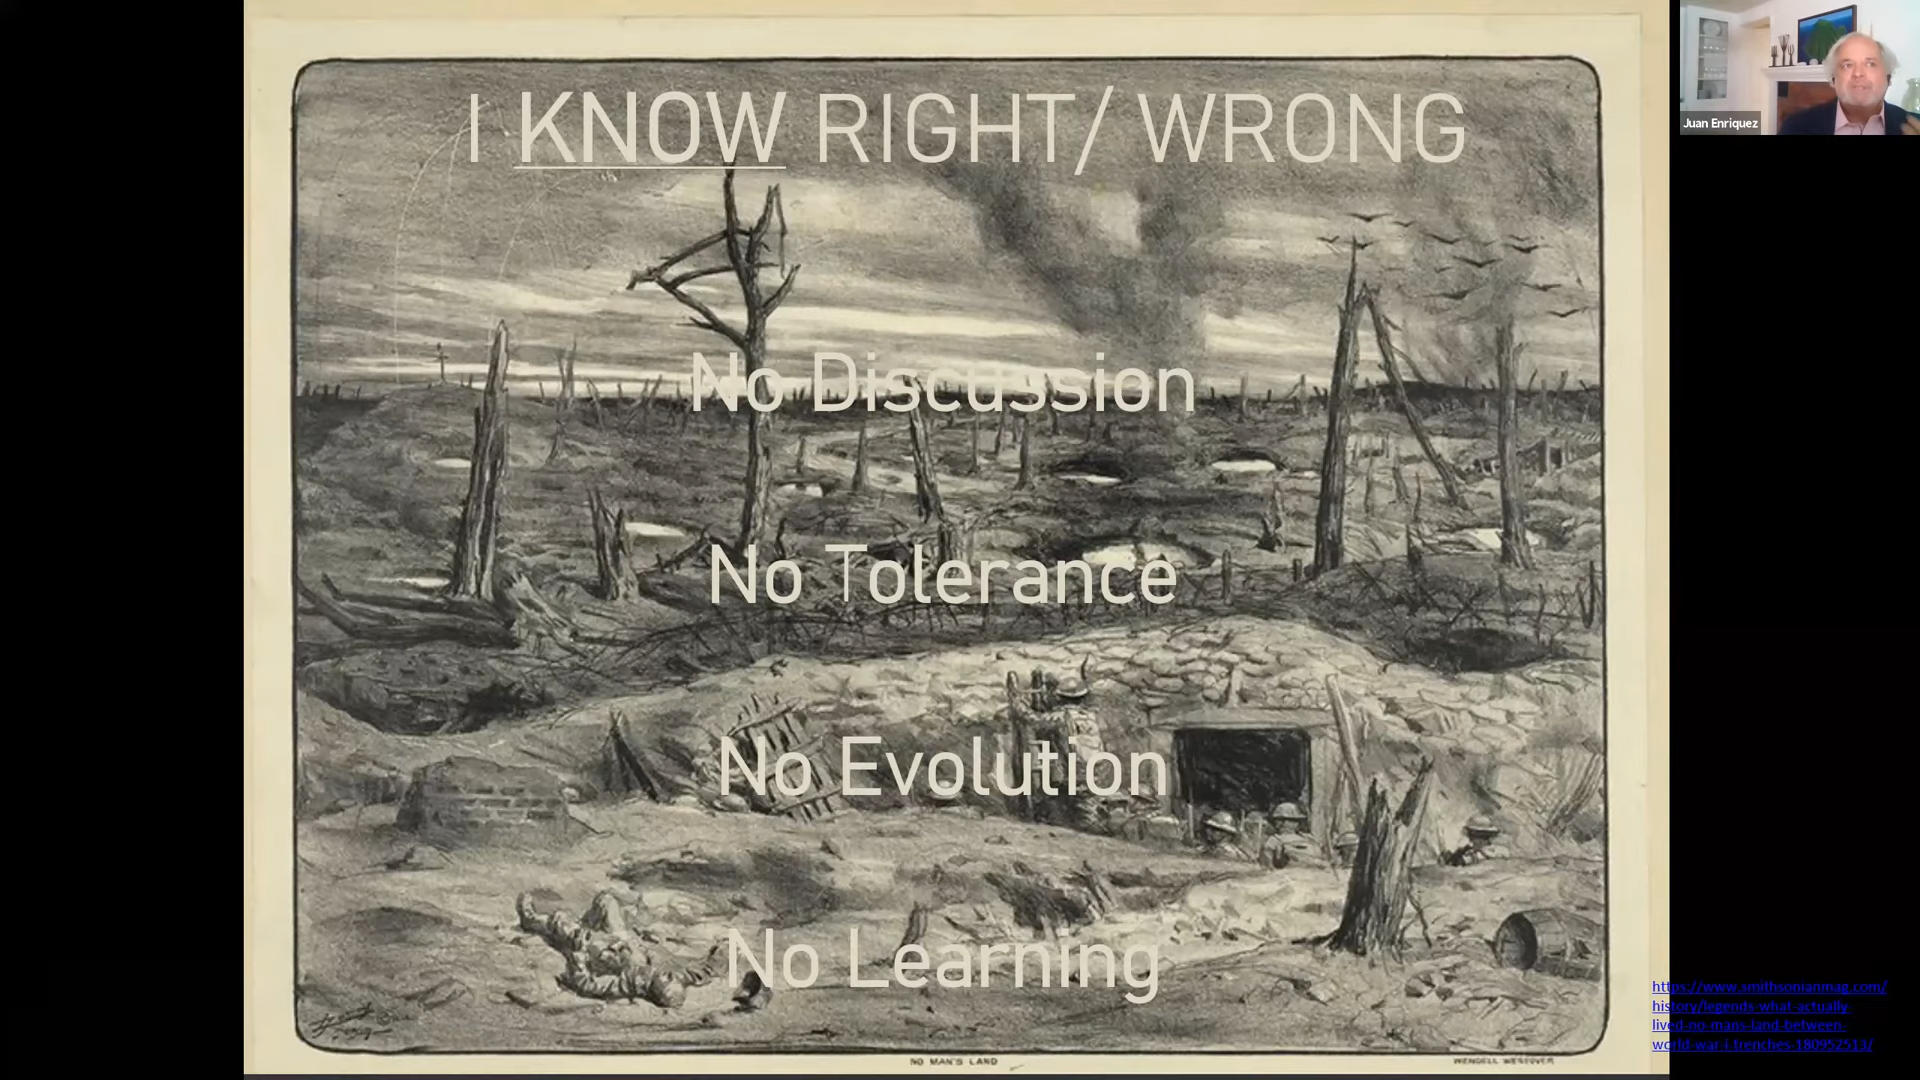 I KNOW RIGHT/ WRONG
Juan Enriquez
No Discussion
No Tolerance
No Evolution
No Learning
https://www.smithsonianmag.com/
history/legends-what-actually-
lived-no-mans-land-between-
world-war-i-trenches-180952513/
NO MAN'S LAND
WENDELL WESTOVER